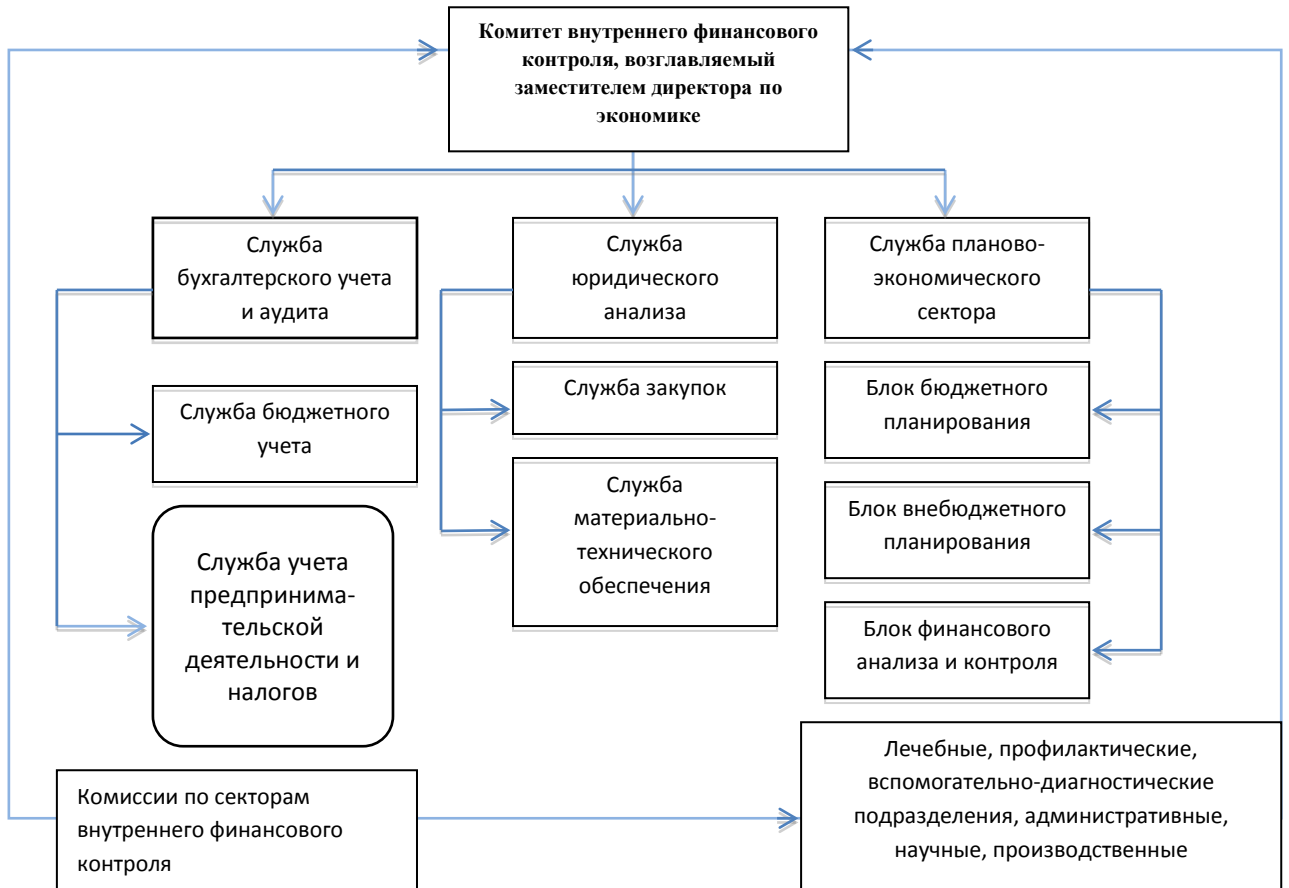 Комитет внутреннего финансового
контроля, возглавляемый
заместителем директора по
экономике
Служба
бухгалтерского учета
и аудита
Служба
юридического
анализа
Служба планово-
экономического
сектора
Служба бюджетного
учета
Служба закупок
Блок бюджетного
планирования
Служба учета
предпринима-
тельской
деятельности и
налогов
Служба
материально-
технического
обеспечения
Блок внебюджетного
планирования
Блок финансового
анализа и контроля
Комиссии по секторам
внутреннего финансового
контроля
Лечебные, профилактические,
вспомогательно-диагностические
подразделения, административные,
научные, производственные